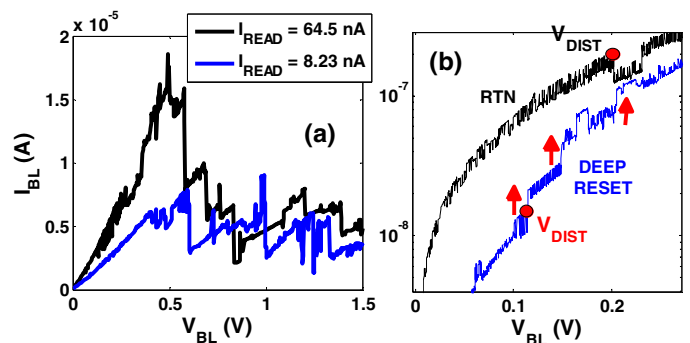 x 10⁻⁵
2
1.5
1
0.5
0
I_BL (A)
I_READ = 64.5 nA
I_READ = 8.23 nA
(a)
0 0.5 1 1.5
V_BL (V)
(b)
V_DIST
10⁻⁷
RTN
DEEP
RESET
10⁻⁸
V_DIST
0 0.1 0.2
V_BL (V)